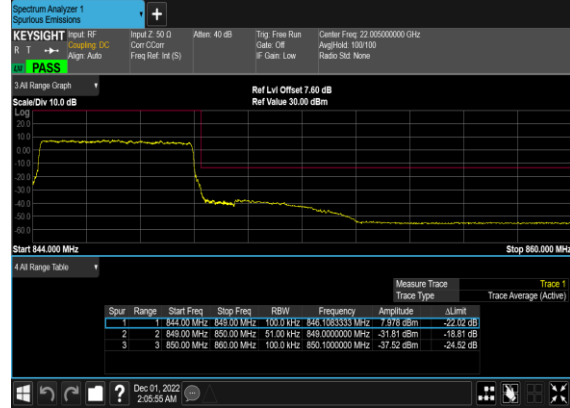 Spectrum Analyzer 1
Spurious Emissions
+
KEYSIGHT Input: RF Input Z: 50 Ω Atten: 40 dB Trig: Free Run Center Freq: 22.005000000 GHz
R T Coupling: DC Corr CCorr Gate: Off Avg|Hold: 100/100
Align: Auto Freq Ref: Int (S) IF Gain: Low Radio Std: None
PASS
3 All Range Graph
Ref Lvl Offset 7.60 dB
Scale/Div 10.0 dB Ref Value 30.00 dBm
Log
20.0
10.0
0.00
-10.0
-20.0
-30.0
-40.0
-50.0
-60.0
Start 844.000 MHz Stop 860.000 MHz
4 All Range Table
Measure Trace Trace 1
Trace Type Trace Average (Active)
Spur Range Start Freq Stop Freq RBW Frequency Amplitude ΔLimit
1 1 844.00 MHz 849.00 MHz 100.0 kHz 846.1083333 MHz 7.978 dBm -22.02 dB
2 2 849.00 MHz 850.00 MHz 51.00 kHz 849.0000000 MHz -31.81 dBm -18.81 dB
3 3 850.00 MHz 860.00 MHz 100.0 kHz 850.1000000 MHz -37.52 dBm -24.52 dB
? Dec 01, 2022
2:05:55 AM